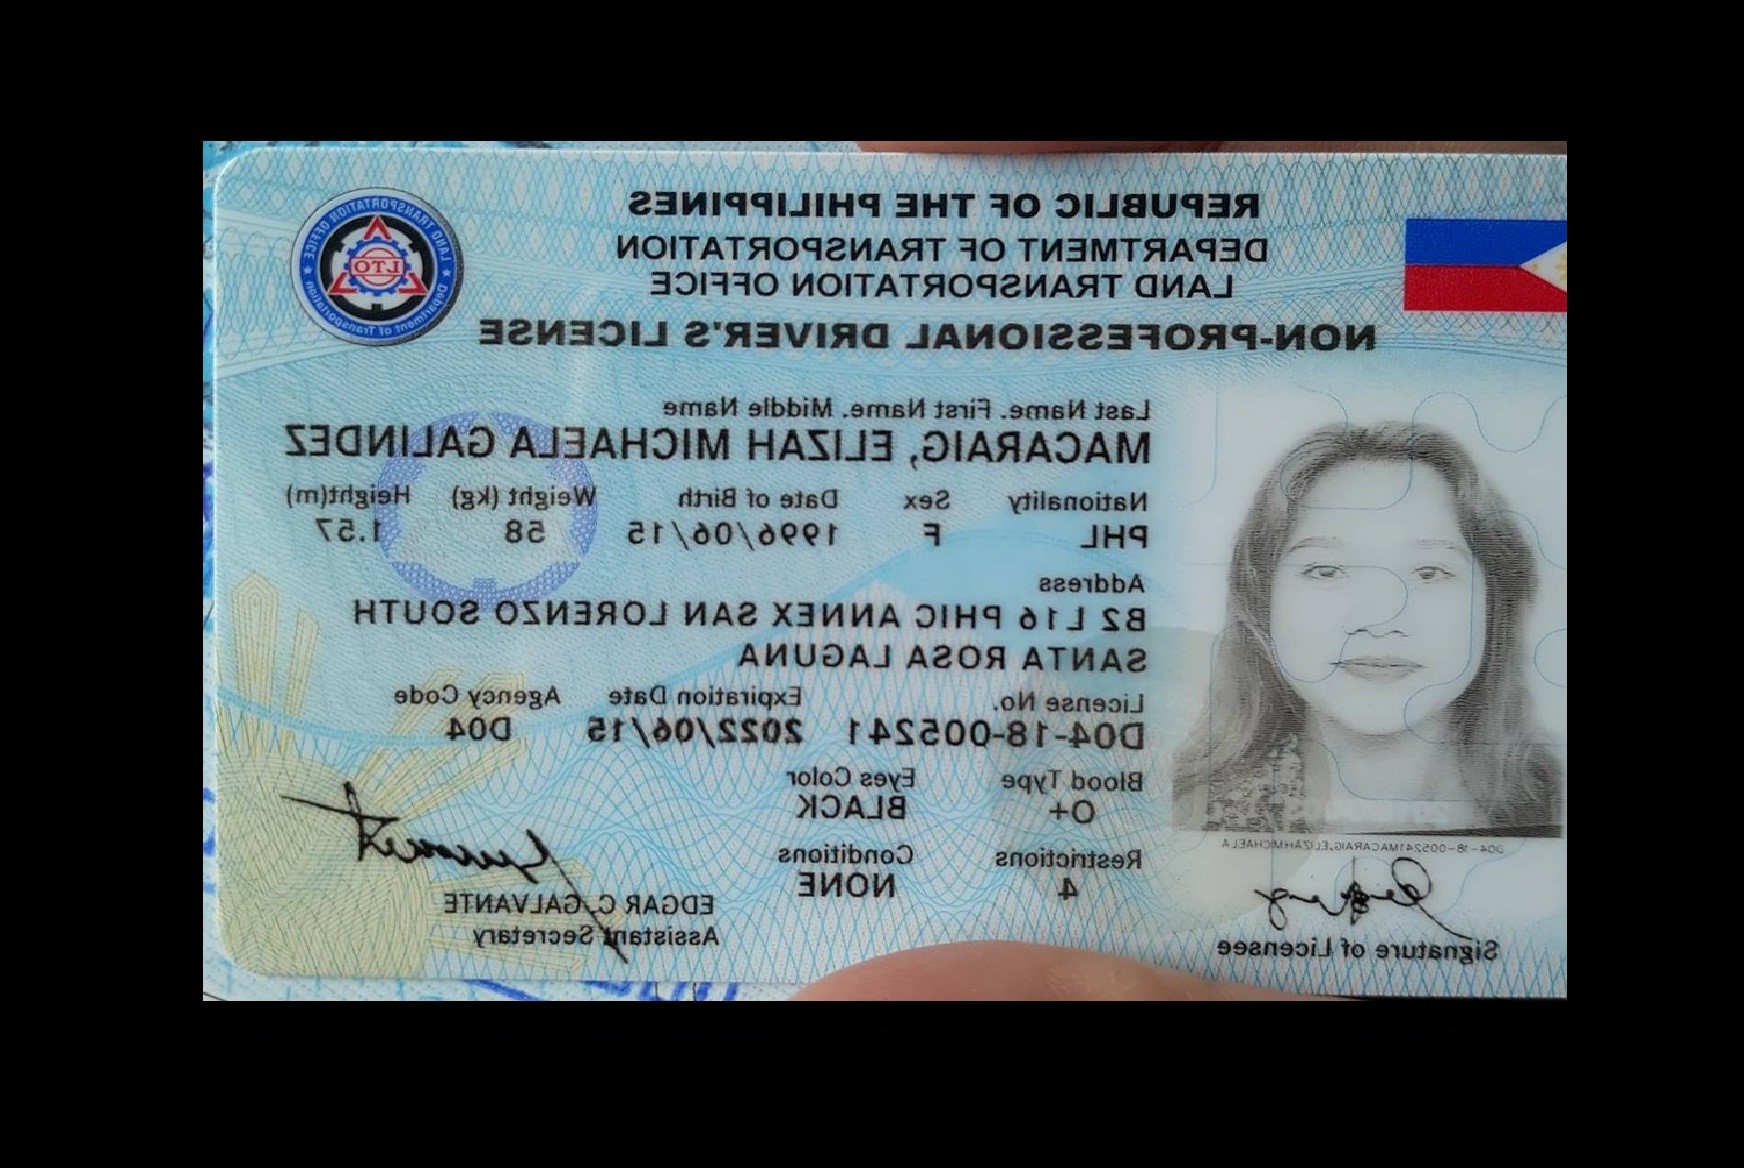 REPUBLIC OF THE PHILIPPINES
DEPARTMENT OF TRANSPORTATION
LAND TRANSPORTATION OFFICE
NON-PROFESSIONAL DRIVER'S LICENSE
LAND TRANSPORTATION OFFICE
LTO
Department of Transportation
Last Name. First Name. Middle Name
MACARAIG, ELIZAH MICHAELA GALINDEZ
Nationality Sex Date of Birth Weight (kg) Height(m)
PHL F 1996/06/15 58 1.57
Address
B2 L16 PHIC ANNEX SAN LORENZO SOUTH
SANTA ROSA LAGUNA
License No. Expiration Date Agency Code
D04-18-005241 2022/06/15 D04
Blood Type Eyes Color
O+ BLACK
Restrictions Conditions
4 NONE
D04-18-005241MACARAIG,ELIZAHMICHAELA
Signature of Licensee
EDGAR C. GALVANTE
Assistant Secretary